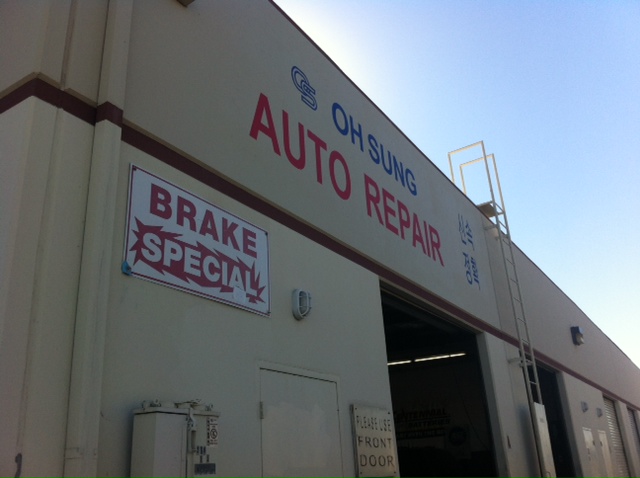 OH SUNG
AUTO REPAIR
BRAKE
SPECIAL
PLEASE USE
FRONT
DOOR